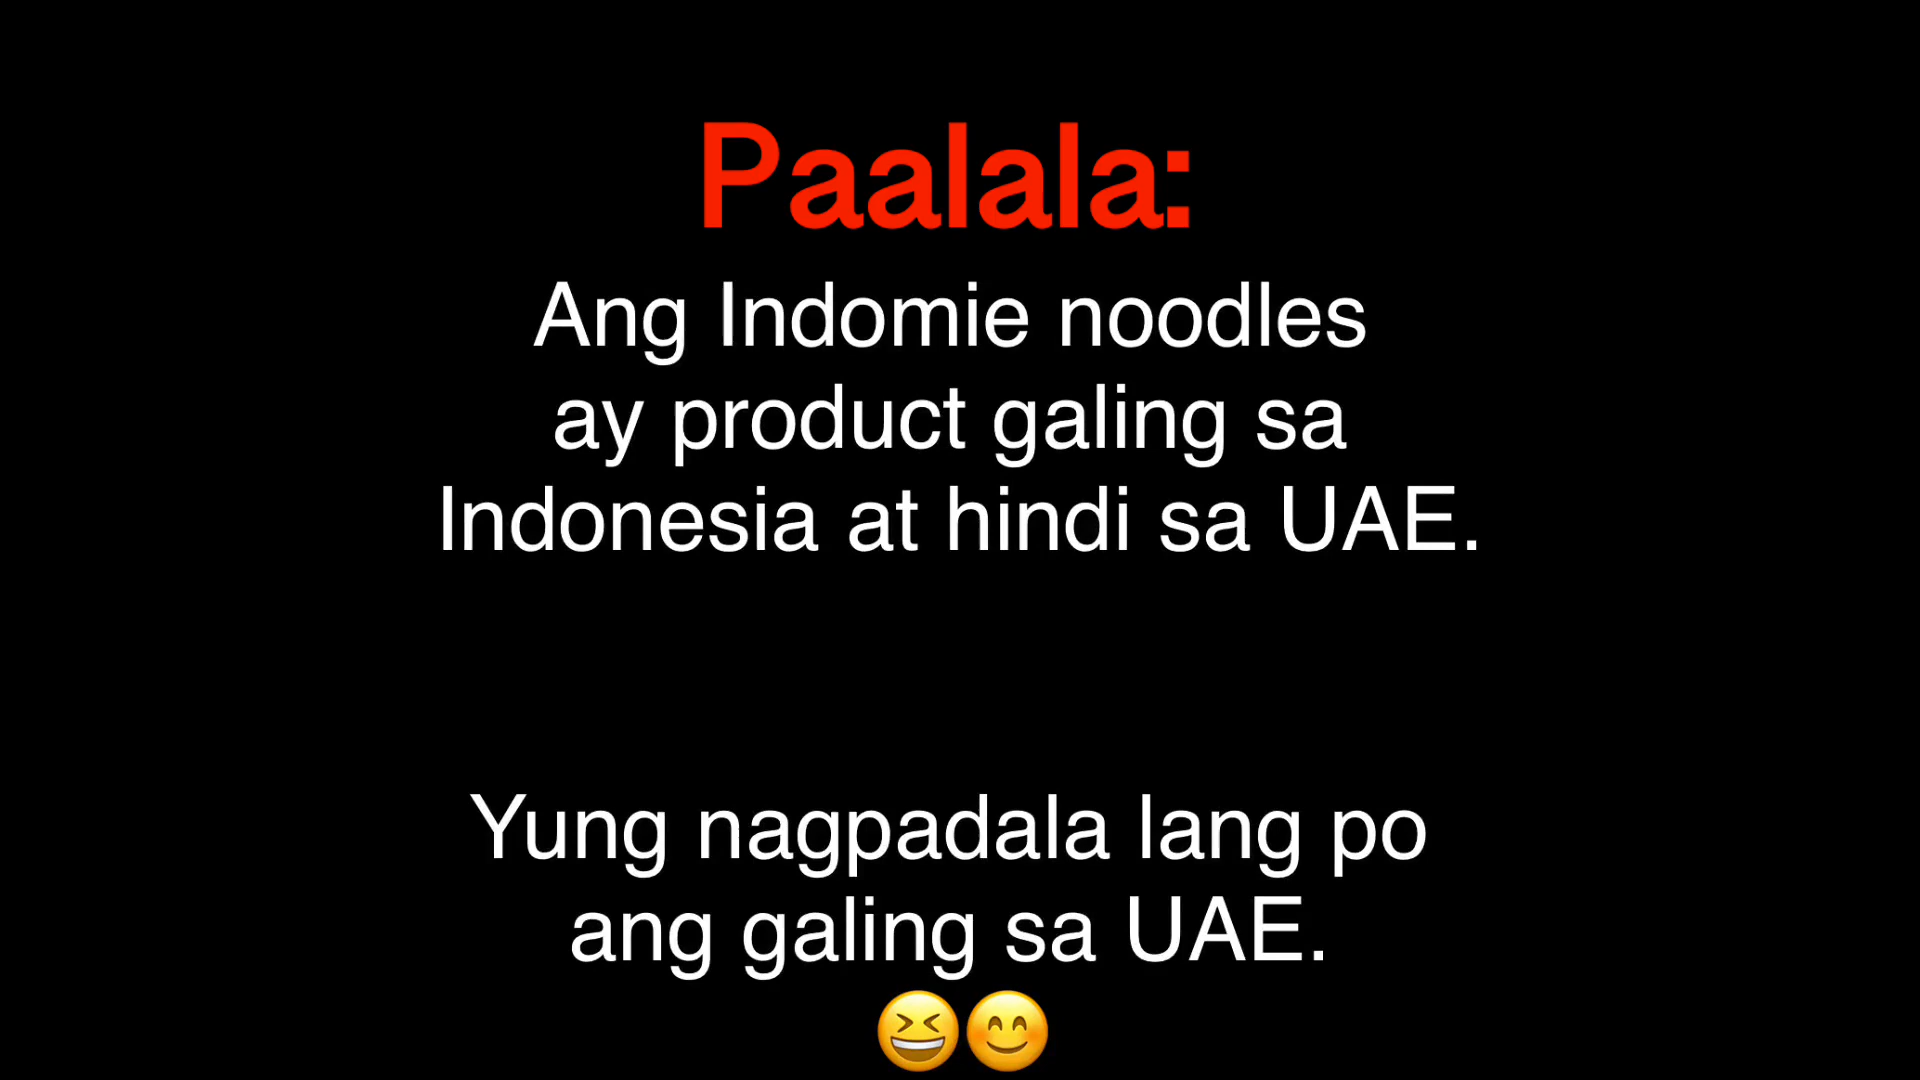 Paalala:
Ang Indomie noodles
ay product galing sa
Indonesia at hindi sa UAE.
Yung nagpadala lang po
ang galing sa UAE.
😆😊